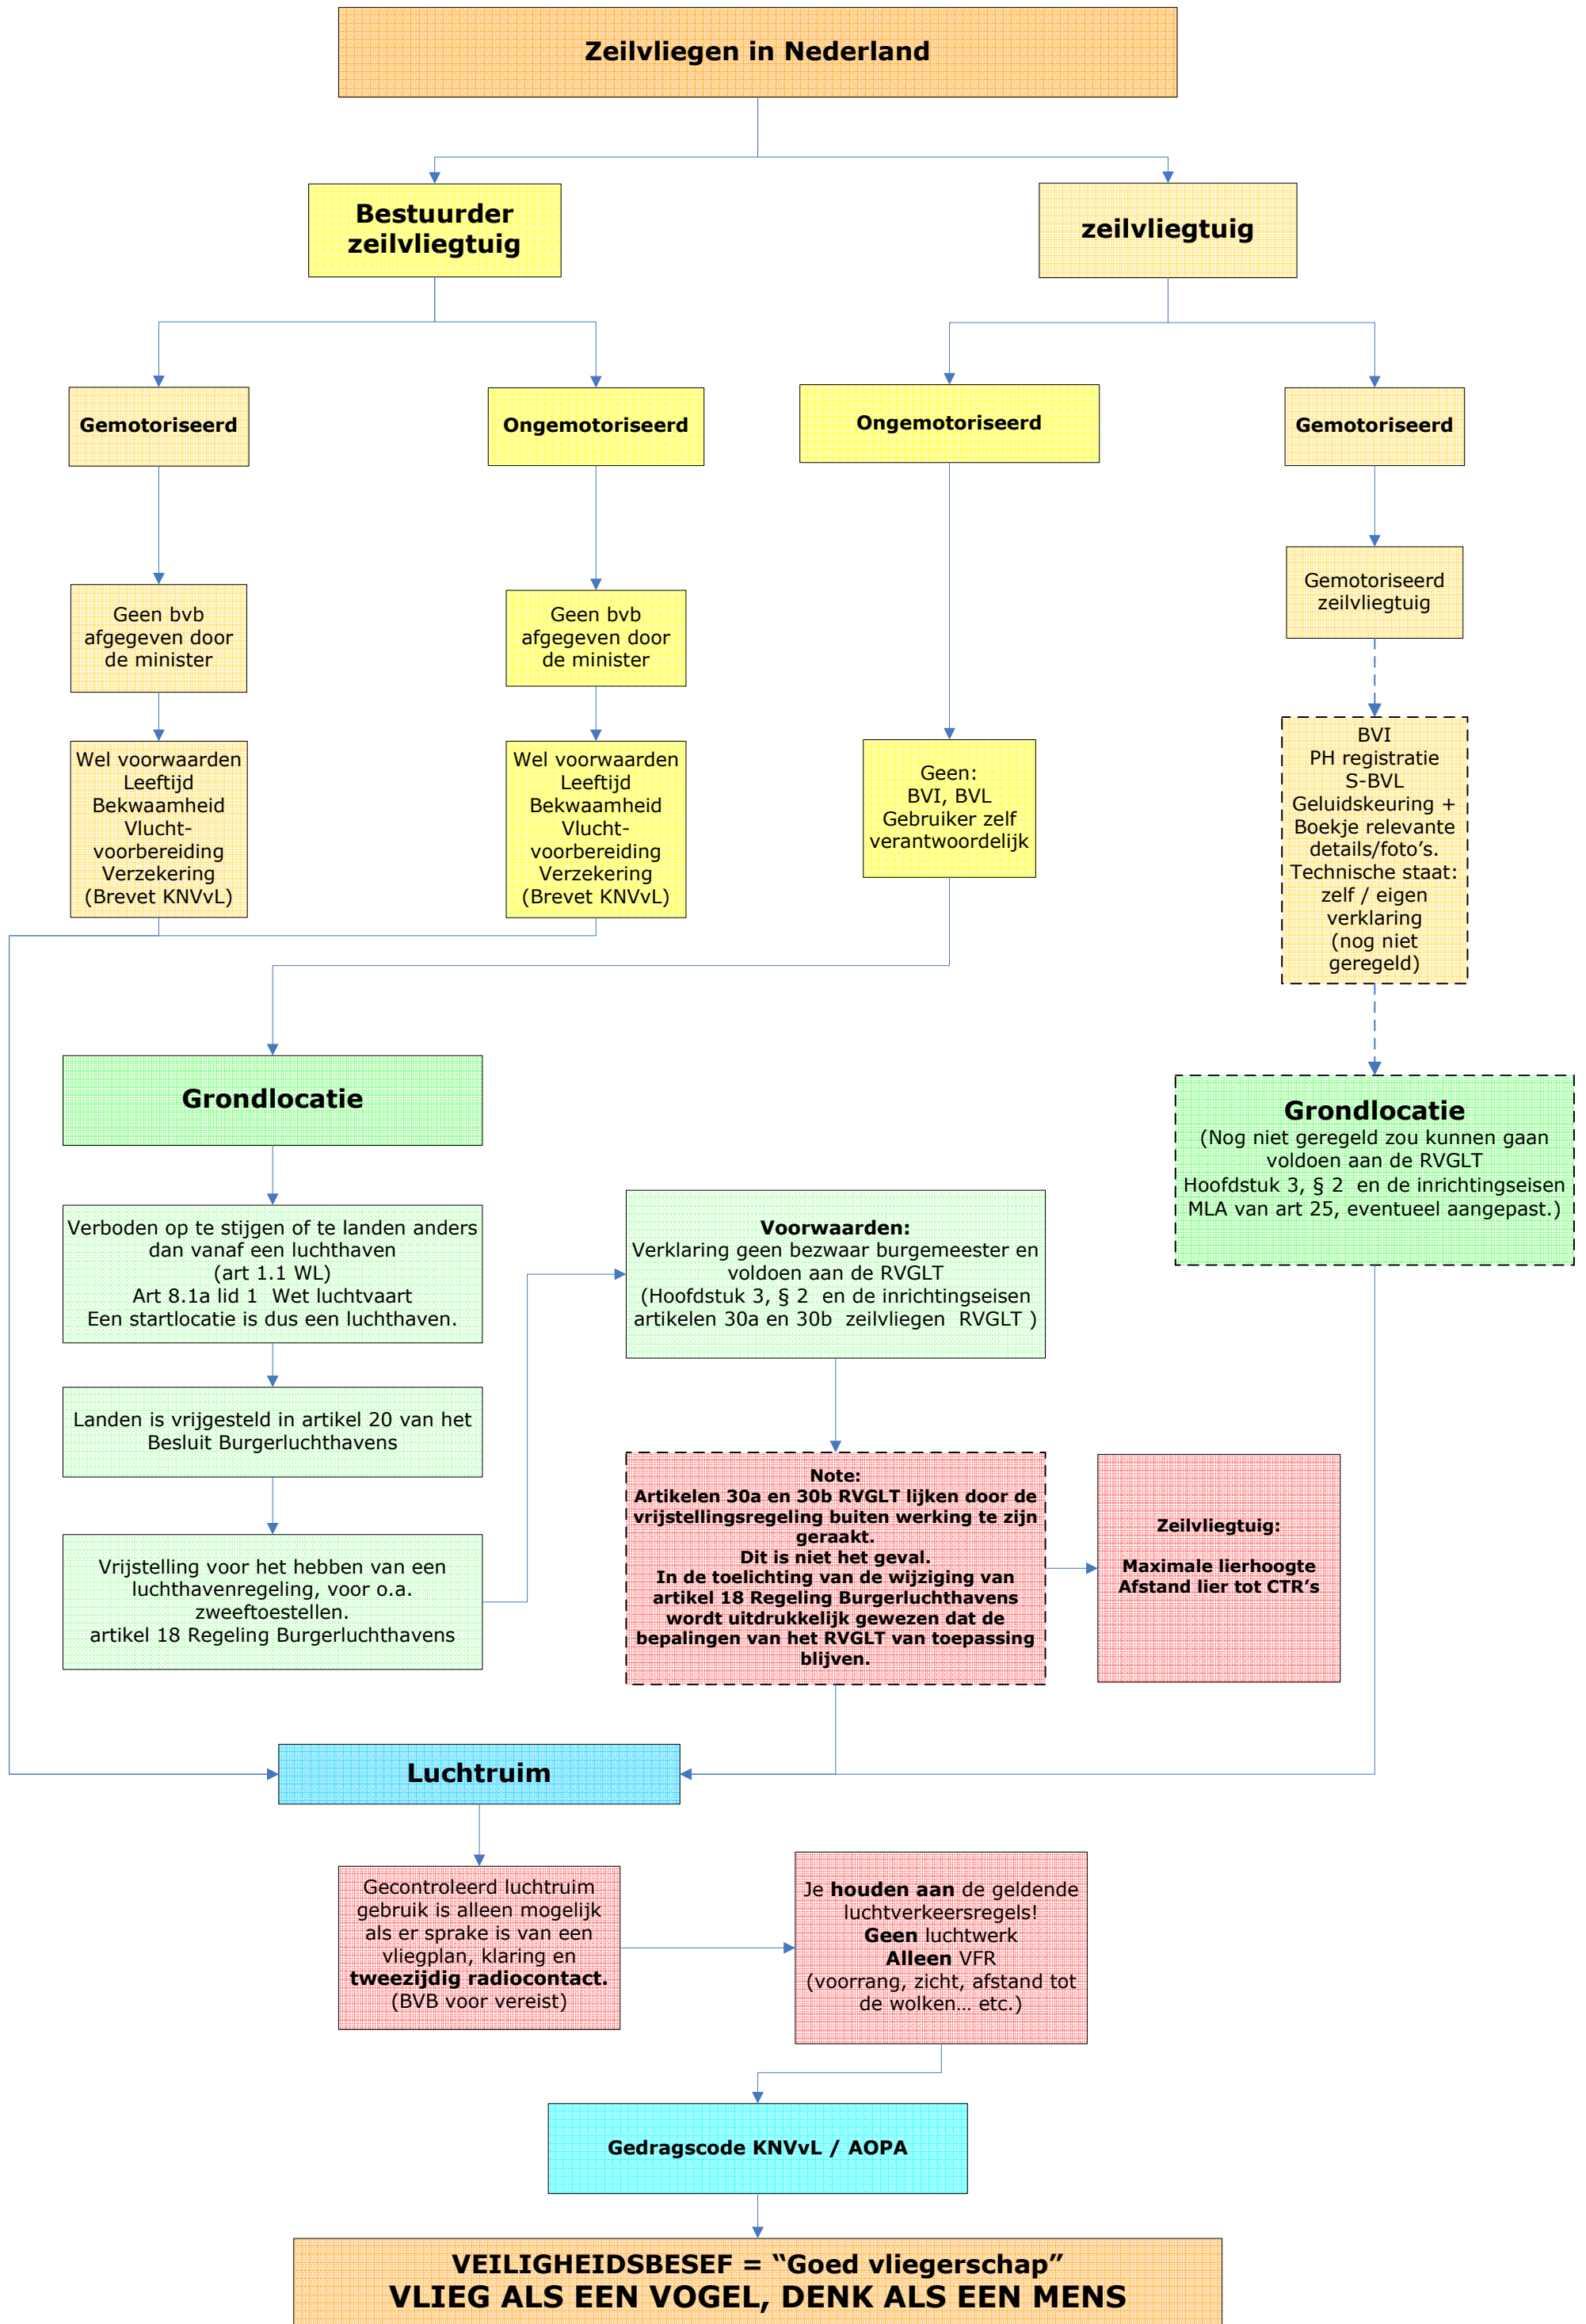 Zeilvliegen in Nederland
Bestuurder
zeilvliegtuig
zeilvliegtuig
Gemotoriseerd
Ongemotoriseerd
Ongemotoriseerd
Gemotoriseerd
Gemotoriseerd
zeilvliegtuig
Geen bvb
afgegeven door
de minister
Geen bvb
afgegeven door
de minister
Wel voorwaarden
Leeftijd
Bekwaamheid
Vlucht-
voorbereiding
Verzekering
(Brevet KNVvL)
Wel voorwaarden
Leeftijd
Bekwaamheid
Vlucht-
voorbereiding
Verzekering
(Brevet KNVvL)
Geen:
BVI, BVL
Gebruiker zelf
verantwoordelijk
BVI
PH registratie
S-BVL
Geluidskeuring +
Boekje relevante
details/foto's.
Technische staat:
zelf / eigen
verklaring
(nog niet
geregeld)
Grondlocatie
Grondlocatie
(Nog niet geregeld zou kunnen gaan
voldoen aan de RVGLT
Hoofdstuk 3, § 2 en de inrichtingseisen
MLA van art 25, eventueel aangepast.)
Verboden op te stijgen of te landen anders
dan vanaf een luchthaven
(art 1.1 WL)
Art 8.1a lid 1 Wet luchtvaart
Een startlocatie is dus een luchthaven.
Voorwaarden:
Verklaring geen bezwaar burgemeester en
voldoen aan de RVGLT
(Hoofdstuk 3, § 2 en de inrichtingseisen
artikelen 30a en 30b zeilvliegen RVGLT )
Landen is vrijgesteld in artikel 20 van het
Besluit Burgerluchthavens
Vrijstelling voor het hebben van een
luchthavenregeling, voor o.a.
zweeftoestellen.
artikel 18 Regeling Burgerluchthavens
Note:
Artikelen 30a en 30b RVGLT lijken door de
vrijstellingsregeling buiten werking te zijn
geraakt.
Dit is niet het geval.
In de toelichting van de wijziging van
artikel 18 Regeling Burgerluchthavens
wordt uitdrukkelijk gewezen dat de
bepalingen van het RVGLT van toepassing
blijven.
Zeilvliegtuig:
Maximale lierhoogte
Afstand lier tot CTR's
Luchtruim
Gecontroleerd luchtruim
gebruik is alleen mogelijk
als er sprake is van een
vliegplan, klaring en
tweezijdig radiocontact.
(BVB voor vereist)
Je houden aan de geldende
luchtverkeersregels!
Geen luchtwerk
Alleen VFR
(voorrang, zicht, afstand tot
de wolken… etc.)
Gedragscode KNVvL / AOPA
VEILIGHEIDSBESEF = “Goed vliegerschap”
VLIEG ALS EEN VOGEL, DENK ALS EEN MENS